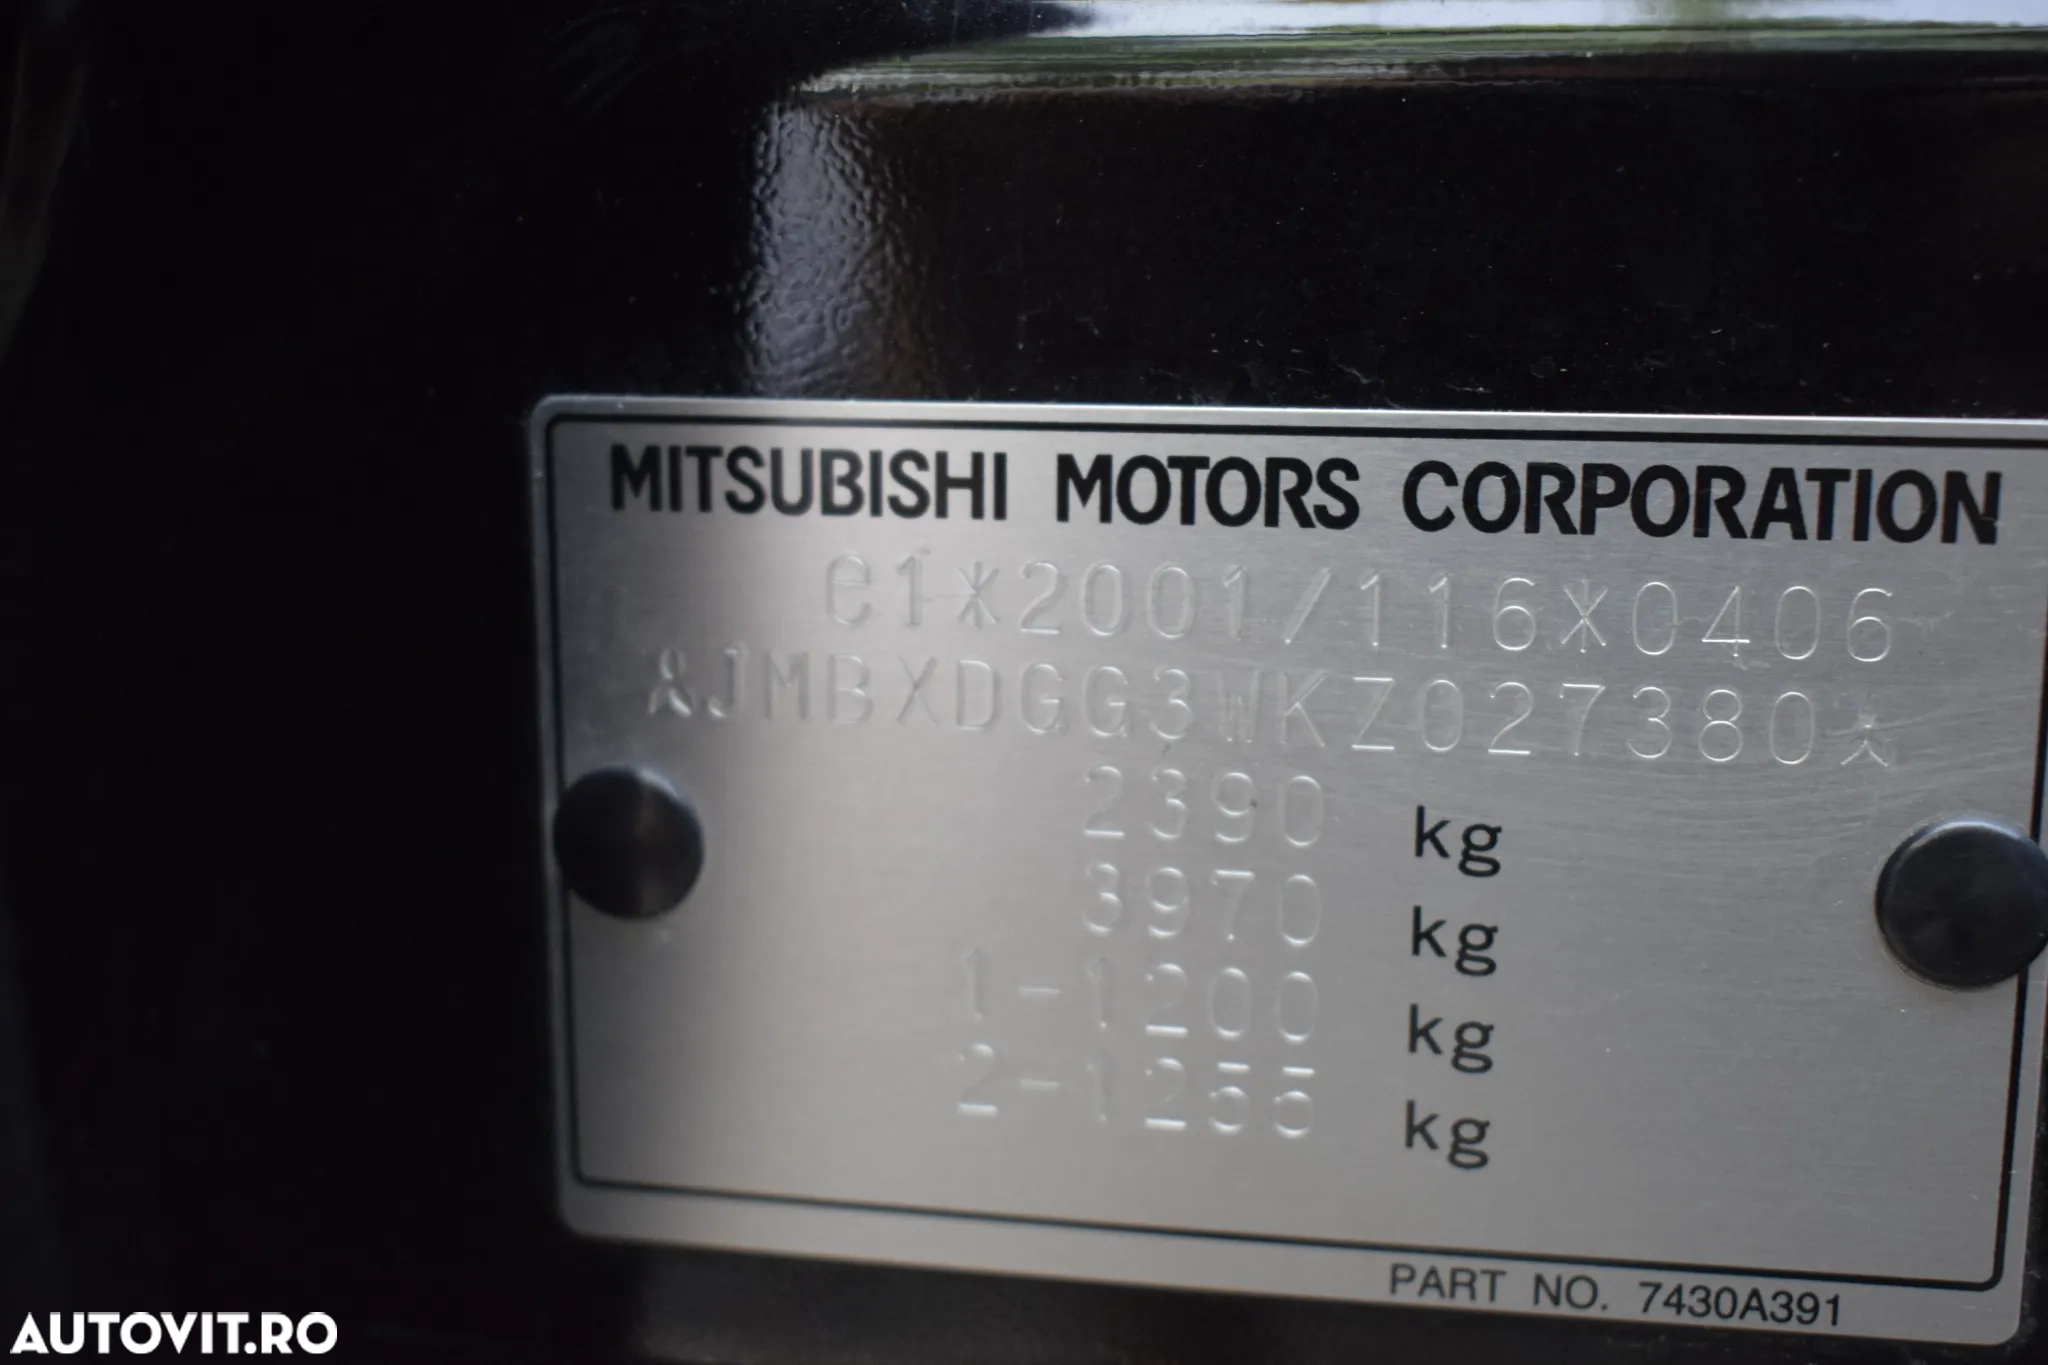 MITSUBISHI MOTORS CORPORATION
e1*2001/116*0406
JMBXDGG3WKZ027380*
2390 kg
3970 kg
1-1200 kg
2-1255 kg
PART NO. 7430A391
AUTOVIT.RO